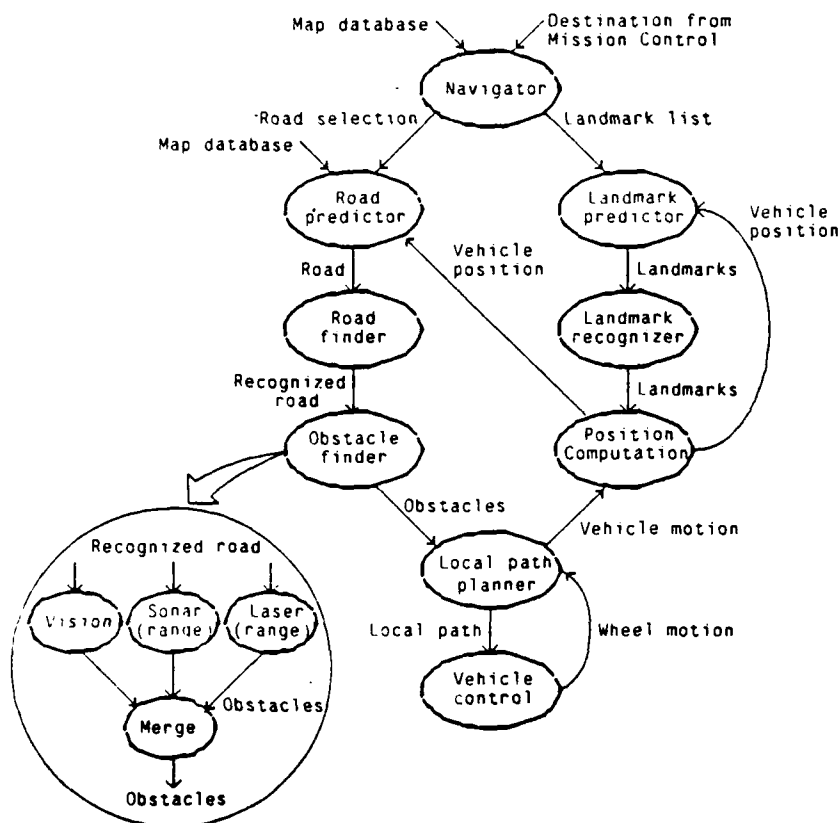 Map database
Destination from
Mission Control
Navigator
Road selection
Landmark list
Map database
Road
predictor
Landmark
predictor
Vehicle
position
Vehicle
position
Road
Landmarks
Road
finder
Landmark
recognizer
Recognized
road
Landmarks
Obstacle
finder
Position
Computation
Obstacles
Vehicle motion
Recognized road
Local path
planner
Vision
Sonar
(range)
Laser
(range)
Local path
Wheel motion
Vehicle
control
Obstacles
Merge
Obstacles